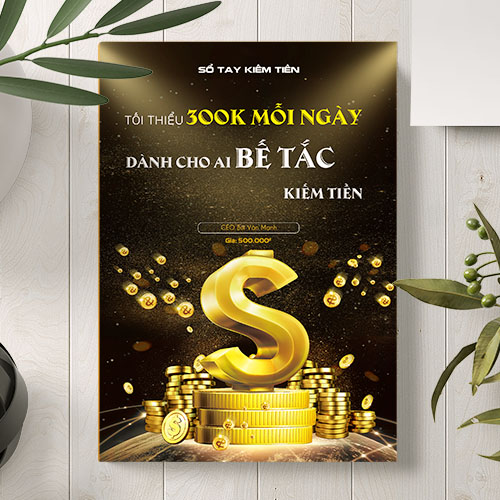 SỔ TAY KIẾM TIỀN
TỐI THIỂU 300K MỖI NGÀY
DÀNH CHO AI BẾ TẮC
KIẾM TIỀN
CEO Bùi Văn Mạnh
Giá: 500.000đ